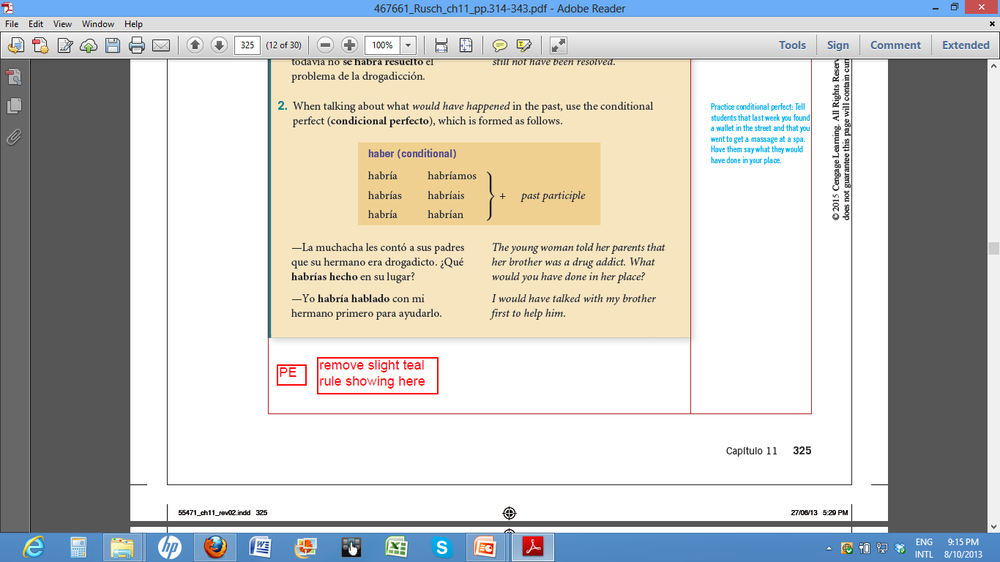 467661_Rusch_ch11_pp.314-343.pdf - Adobe Reader
File Edit View Window Help
325 (12 of 30) 100% Tools Sign Comment Extended
todavía no se habrá resuelto el
problema de la drogadicción.
still not have been resolved.
2. When talking about what would have happened in the past, use the conditional
perfect (condicional perfecto), which is formed as follows.
haber (conditional)
habría habríamos
habrías habríais + past participle
habría habrían
—La muchacha les contó a sus padres
que su hermano era drogadicto. ¿Qué
habrías hecho en su lugar?
The young woman told her parents that
her brother was a drug addict. What
would you have done in her place?
—Yo habría hablado con mi
hermano primero para ayudarlo.
I would have talked with my brother
first to help him.
Practice conditional perfect: Tell
students that last week you found
a wallet in the street and that you
went to get a massage at a spa.
Have them say what they would
have done in your place.
© 2015 Cengage Learning. All Rights Reserv
does not guarantee this page will contain cur
PE
remove slight teal
rule showing here
Capítulo 11 325
55471_ch11_rev02.indd 325
27/06/13 5:29 PM
ENG
INTL
9:15 PM
8/10/2013